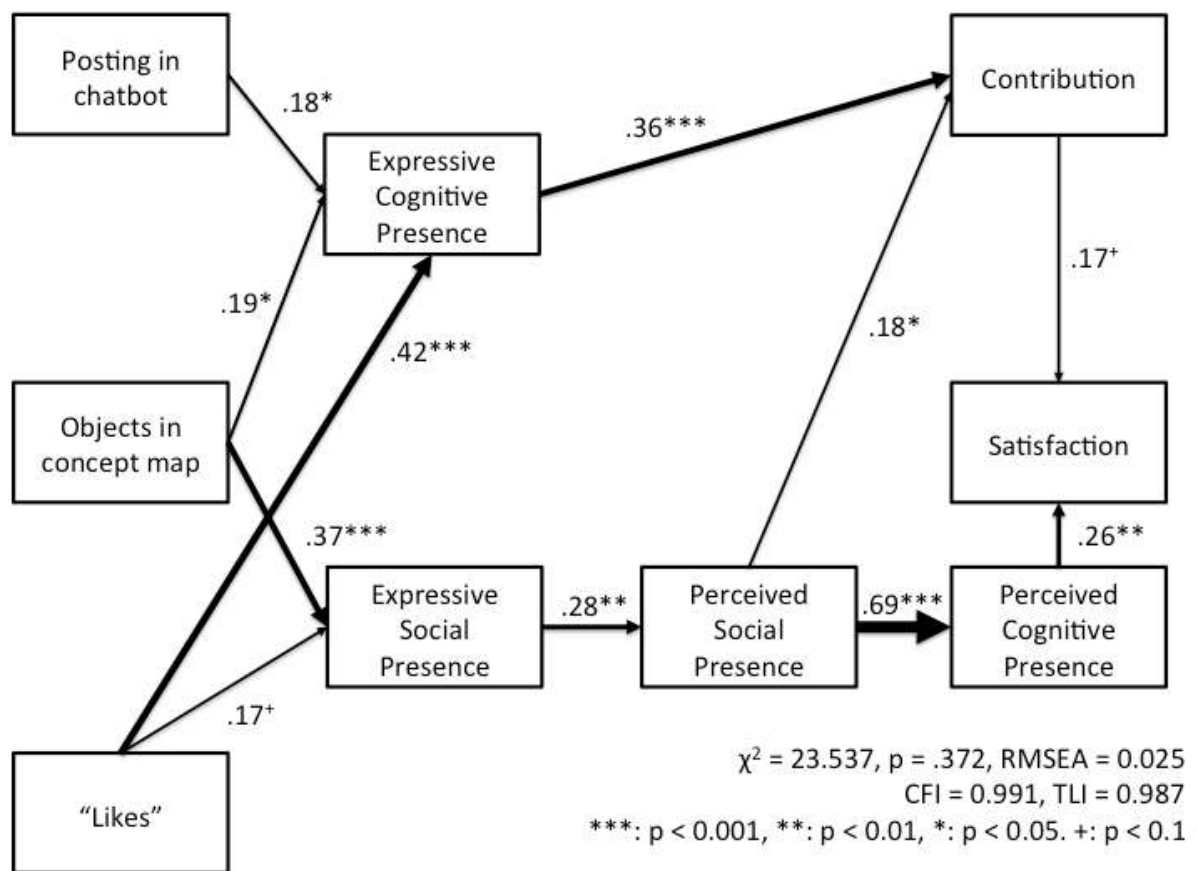 Posting in
chatbot
.18*
Expressive
Cognitive
Presence
.36***
Contribution
.19*
.42***
.18*
.17+
Objects in
concept map
Satisfaction
.37***
.26**
Expressive
Social
Presence
.28**
Perceived
Social
Presence
.69***
Perceived
Cognitive
Presence
.17+
“Likes”
χ² = 23.537, p = .372, RMSEA = 0.025
CFI = 0.991, TLI = 0.987
***: p < 0.001, **: p < 0.01, *: p < 0.05. +: p < 0.1